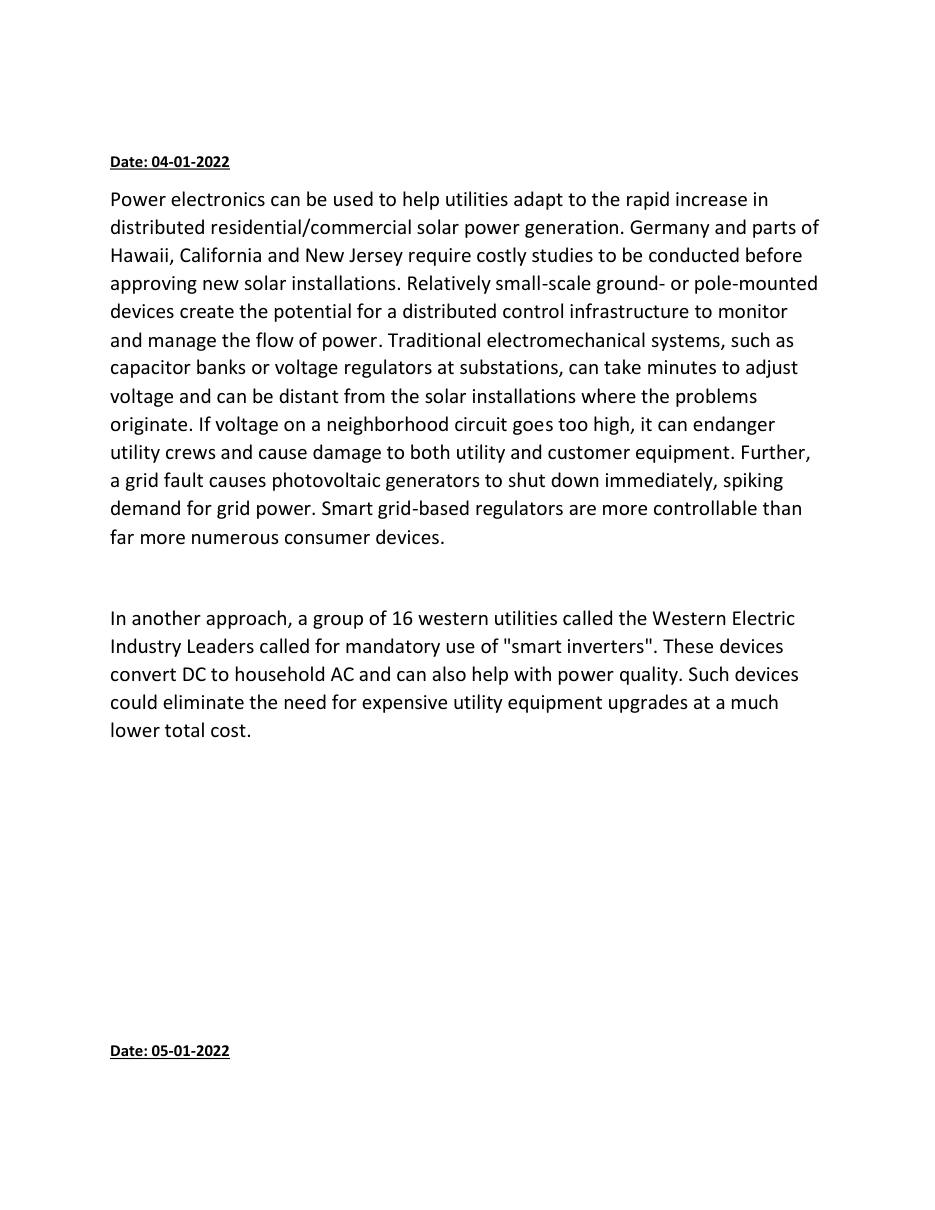 Date: 04-01-2022
Power electronics can be used to help utilities adapt to the rapid increase in
distributed residential/commercial solar power generation. Germany and parts of
Hawaii, California and New Jersey require costly studies to be conducted before
approving new solar installations. Relatively small-scale ground- or pole-mounted
devices create the potential for a distributed control infrastructure to monitor
and manage the flow of power. Traditional electromechanical systems, such as
capacitor banks or voltage regulators at substations, can take minutes to adjust
voltage and can be distant from the solar installations where the problems
originate. If voltage on a neighborhood circuit goes too high, it can endanger
utility crews and cause damage to both utility and customer equipment. Further,
a grid fault causes photovoltaic generators to shut down immediately, spiking
demand for grid power. Smart grid-based regulators are more controllable than
far more numerous consumer devices.
In another approach, a group of 16 western utilities called the Western Electric
Industry Leaders called for mandatory use of "smart inverters". These devices
convert DC to household AC and can also help with power quality. Such devices
could eliminate the need for expensive utility equipment upgrades at a much
lower total cost.
Date: 05-01-2022